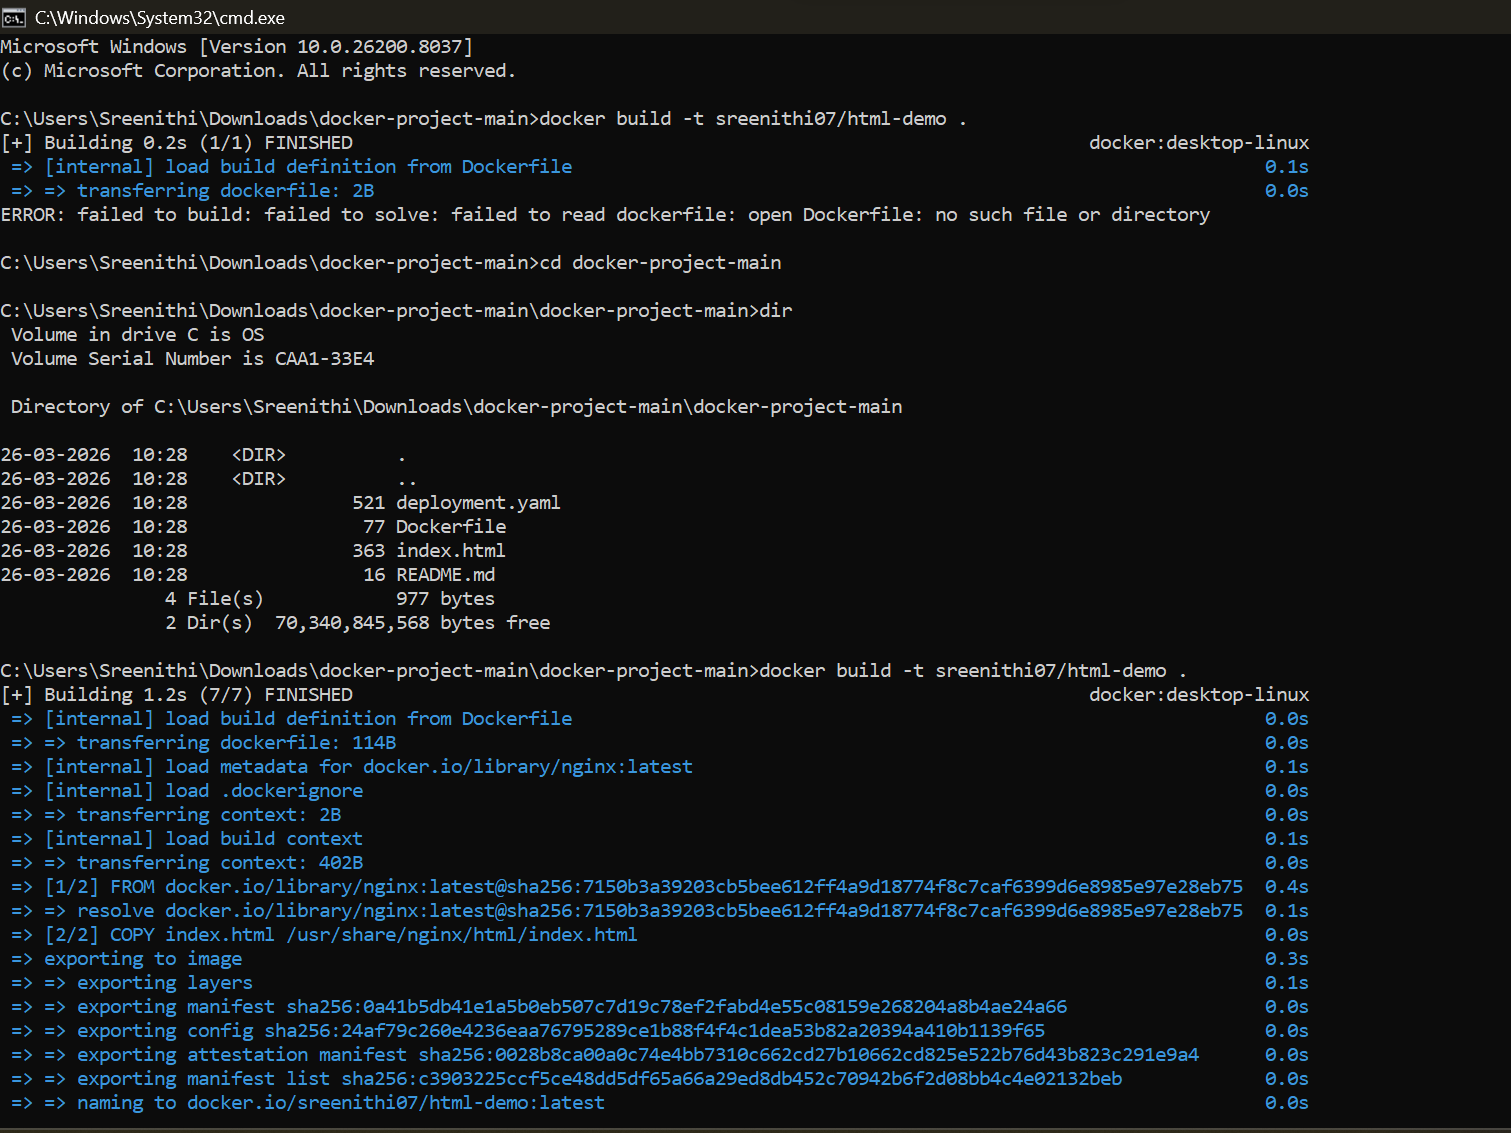 C:\Windows\System32\cmd.exe
Microsoft Windows [Version 10.0.26200.8037]
(c) Microsoft Corporation. All rights reserved.
C:\Users\Sreenithi\Downloads\docker-project-main>docker build -t sreenithi07/html-demo .
[+] Building 0.2s (1/1) FINISHED docker:desktop-linux
=> [internal] load build definition from Dockerfile 0.1s
=> => transferring dockerfile: 2B 0.0s
ERROR: failed to build: failed to solve: failed to read dockerfile: open Dockerfile: no such file or directory
C:\Users\Sreenithi\Downloads\docker-project-main>cd docker-project-main
C:\Users\Sreenithi\Downloads\docker-project-main\docker-project-main>dir
Volume in drive C is OS
Volume Serial Number is CAA1-33E4
Directory of C:\Users\Sreenithi\Downloads\docker-project-main\docker-project-main
26-03-2026 10:28 <DIR> .
26-03-2026 10:28 <DIR> ..
26-03-2026 10:28 521 deployment.yaml
26-03-2026 10:28 77 Dockerfile
26-03-2026 10:28 363 index.html
26-03-2026 10:28 16 README.md
4 File(s) 977 bytes
2 Dir(s) 70,340,845,568 bytes free
C:\Users\Sreenithi\Downloads\docker-project-main\docker-project-main>docker build -t sreenithi07/html-demo .
[+] Building 1.2s (7/7) FINISHED docker:desktop-linux
=> [internal] load build definition from Dockerfile 0.0s
=> => transferring dockerfile: 114B 0.0s
=> [internal] load metadata for docker.io/library/nginx:latest 0.1s
=> [internal] load .dockerignore 0.0s
=> => transferring context: 2B 0.0s
=> [internal] load build context 0.1s
=> => transferring context: 402B 0.0s
=> [1/2] FROM docker.io/library/nginx:latest@sha256:7150b3a39203cb5bee612ff4a9d18774f8c7caf6399d6e8985e97e28eb75 0.4s
=> => resolve docker.io/library/nginx:latest@sha256:7150b3a39203cb5bee612ff4a9d18774f8c7caf6399d6e8985e97e28eb75 0.1s
=> [2/2] COPY index.html /usr/share/nginx/html/index.html 0.0s
=> exporting to image 0.3s
=> => exporting layers 0.1s
=> => exporting manifest sha256:0a41b5db41e1a5b0eb507c7d19c78ef2fabd4e55c08159e268204a8b4ae24a66 0.0s
=> => exporting config sha256:24af79c260e4236eaa76795289ce1b88f4f4c1dea53b82a20394a410b1139f65 0.0s
=> => exporting attestation manifest sha256:0028b8ca00a0c74e4bb7310c662cd27b10662cd825e522b76d43b823c291e9a4 0.0s
=> => exporting manifest list sha256:c3903225ccf5ce48dd5df65a66a29ed8db452c70942b6f2d08bb4c4e02132beb 0.0s
=> => naming to docker.io/sreenithi07/html-demo:latest 0.0s